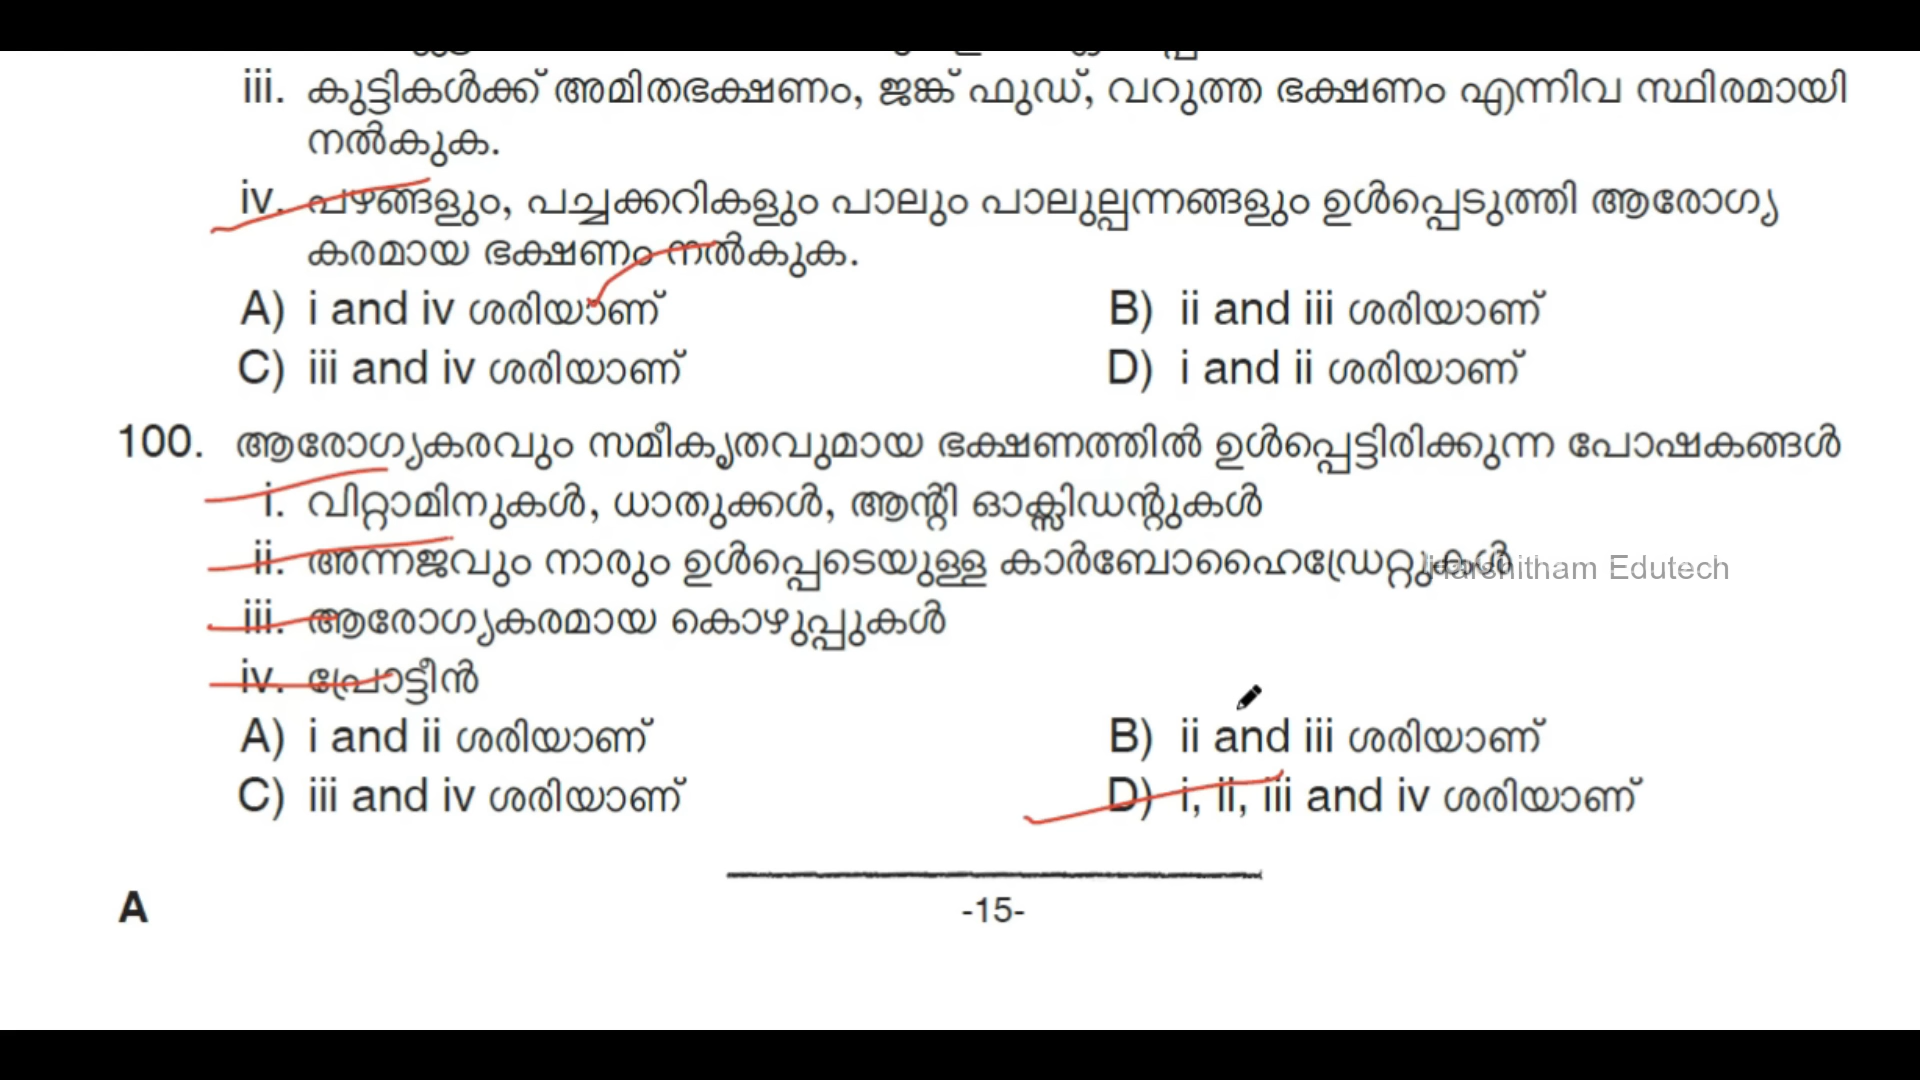 iii. കുട്ടികൾക്ക് അമിതഭക്ഷണം, ജങ്ക് ഫുഡ്, വറുത്ത ഭക്ഷണം എന്നിവ സ്ഥിരമായി
നൽകുക.
iv. പഴങ്ങളും, പച്ചക്കറികളും പാലും പാലുല്പന്നങ്ങളും ഉൾപ്പെടുത്തി ആരോഗ്യ
കരമായ ഭക്ഷണം നൽകുക.
A) i and iv ശരിയാണ് B) ii and iii ശരിയാണ്
C) iii and iv ശരിയാണ് D) i and ii ശരിയാണ്
100. ആരോഗ്യകരവും സമീകൃതവുമായ ഭക്ഷണത്തിൽ ഉൾപ്പെട്ടിരിക്കുന്ന പോഷകങ്ങൾ
i. വിറ്റാമിനുകൾ, ധാതുക്കൾ, ആന്റി ഓക്സിഡന്റുകൾ
ii. അന്നജവും നാരും ഉൾപ്പെടെയുള്ള കാർബോഹൈഡ്രേറ്റുകൾ
Harshitham Edutech
iii. ആരോഗ്യകരമായ കൊഴുപ്പുകൾ
iv. പ്രോട്ടീൻ
A) i and ii ശരിയാണ് B) ii and iii ശരിയാണ്
C) iii and iv ശരിയാണ് D) i, ii, iii and iv ശരിയാണ്
A -15-